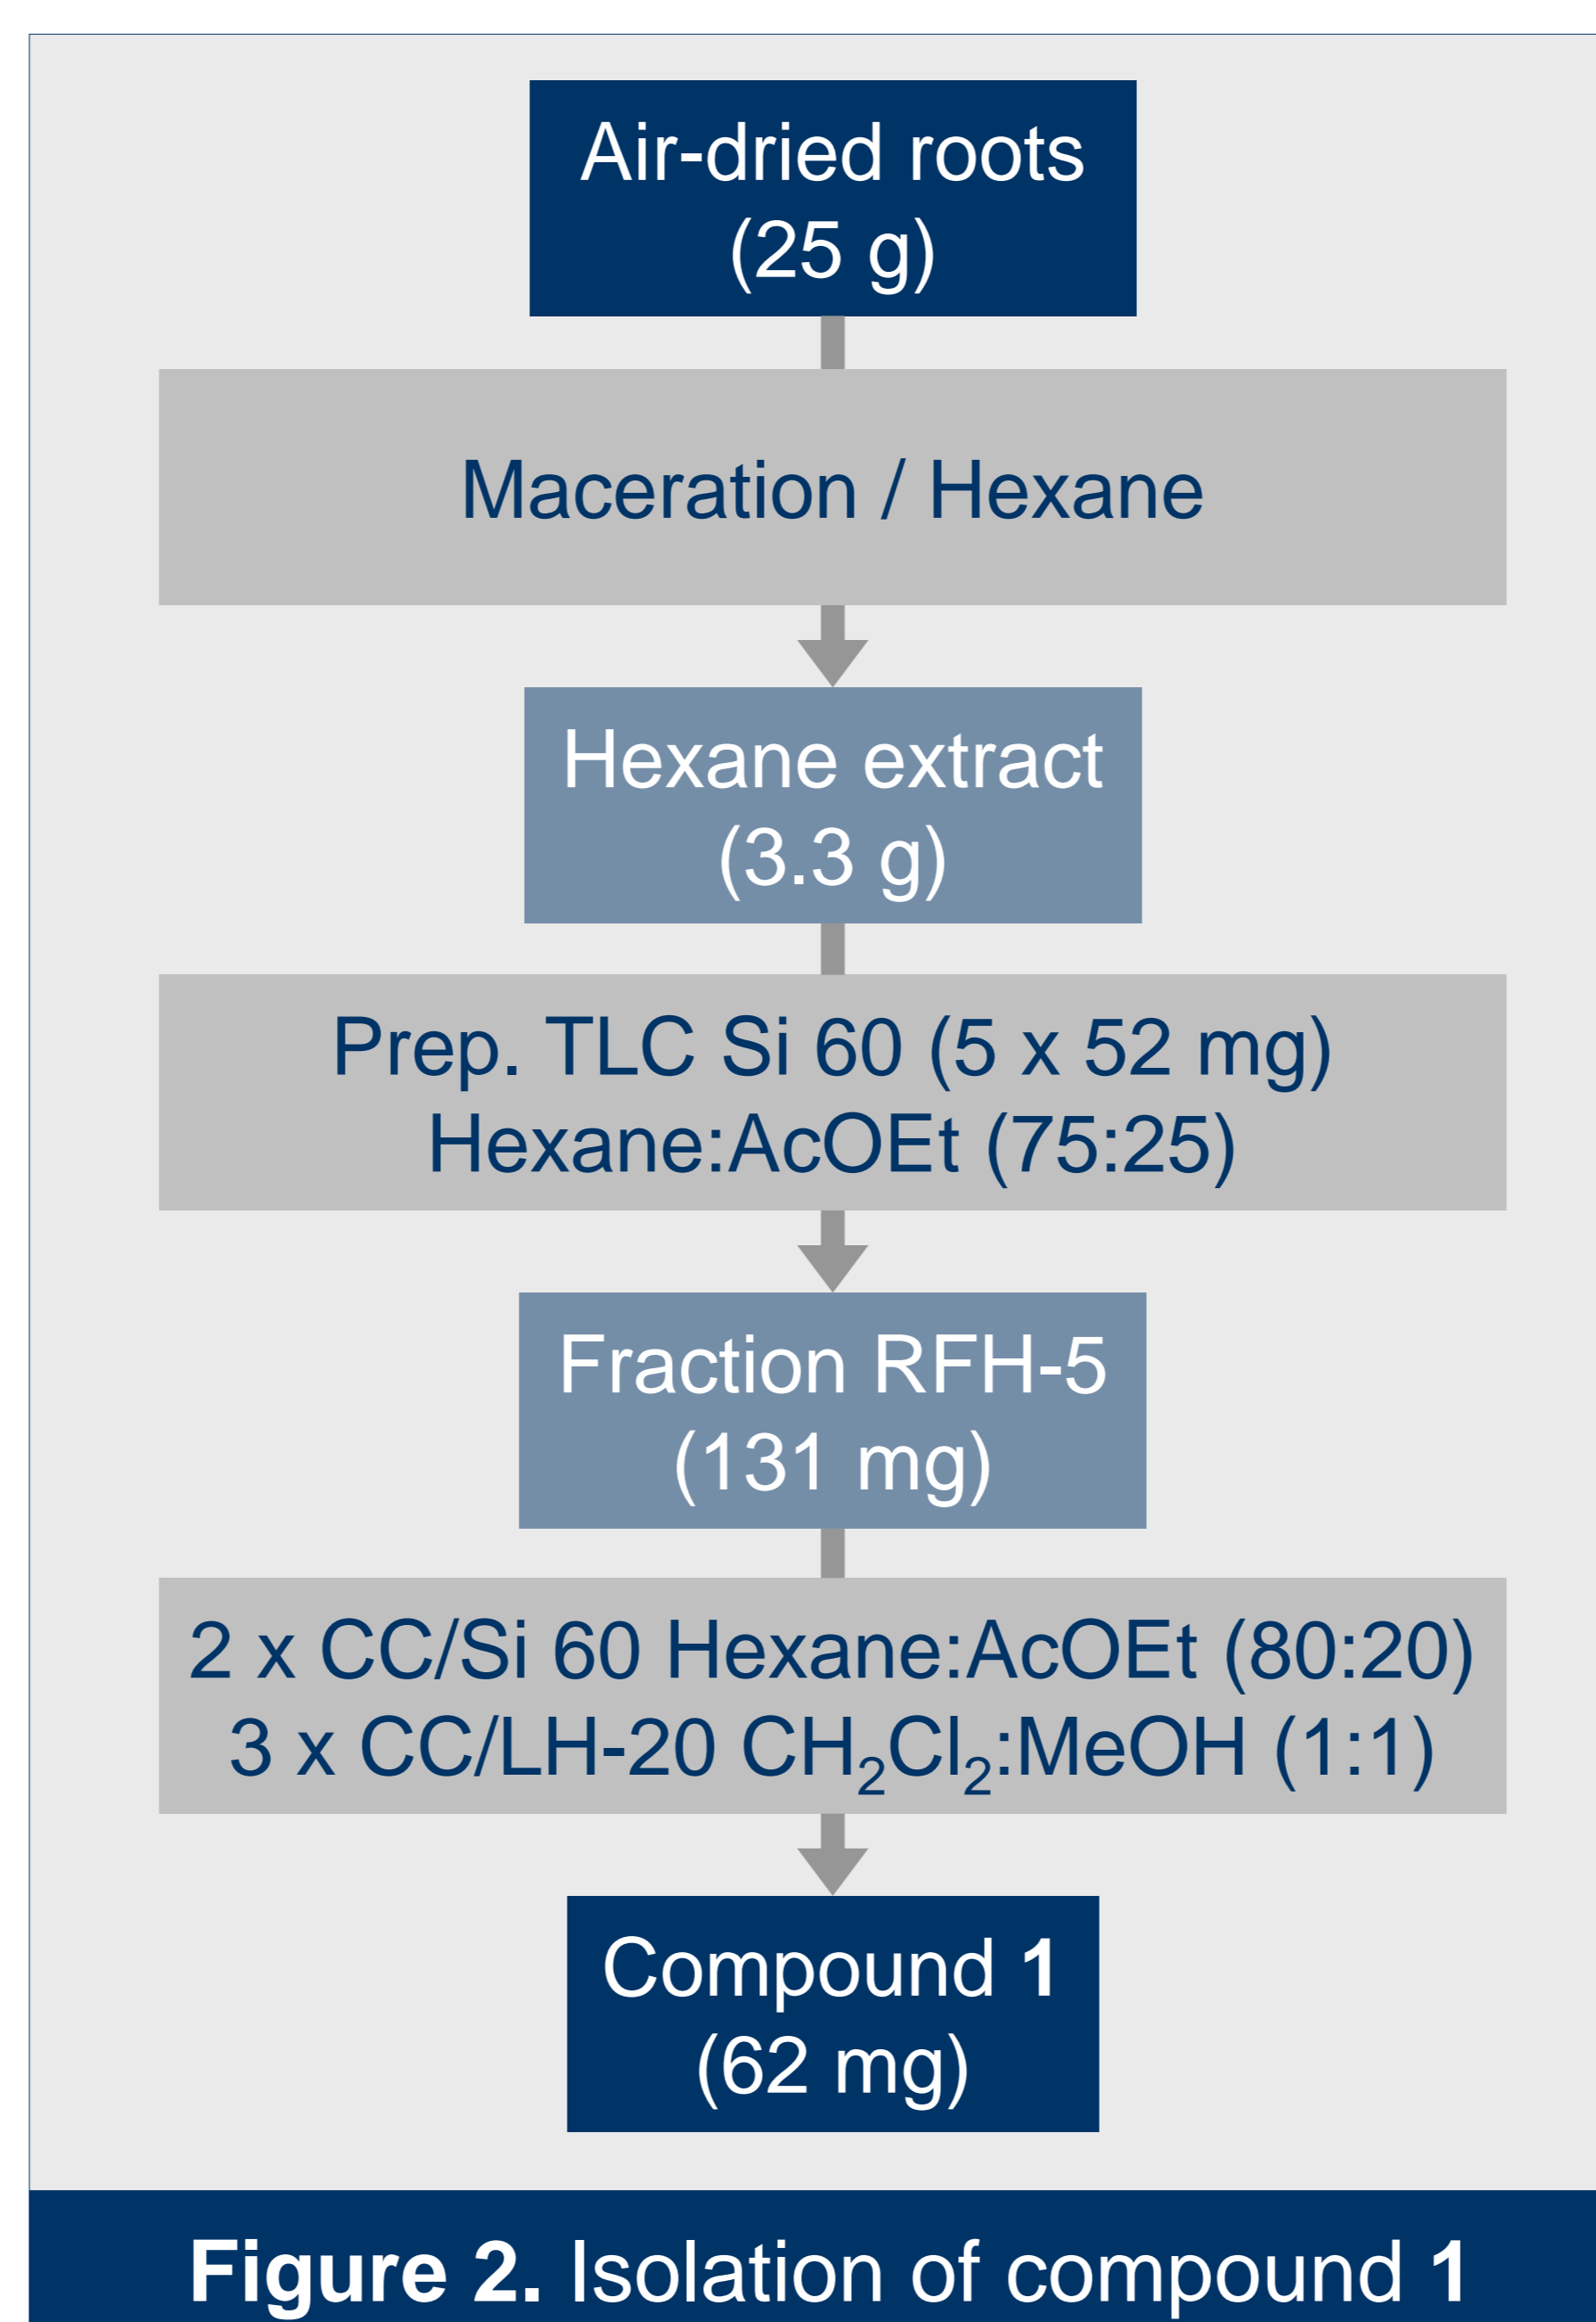 Air-dried roots
(25 g)
Maceration / Hexane
Hexane extract
(3.3 g)
Prep. TLC Si 60 (5 x 52 mg)
Hexane:AcOEt (75:25)
Fraction RFH-5
(131 mg)
2 x CC/Si 60 Hexane:AcOEt (80:20)
3 x CC/LH-20 CH₂Cl₂:MeOH (1:1)
Compound 1
(62 mg)
Figure 2. Isolation of compound 1